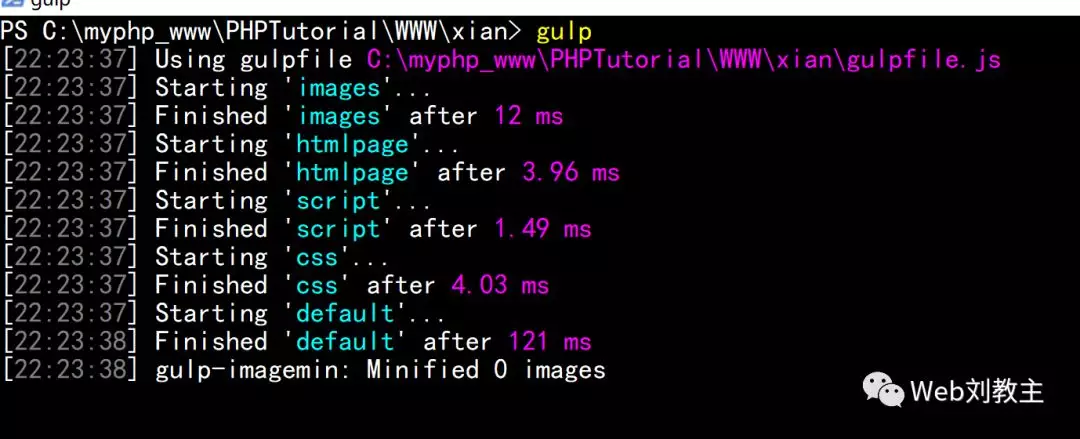 gulp
PS C:\myphp_www\PHPTutorial\WWW\xian> gulp
[22:23:37] Using gulpfile C:\myphp_www\PHPTutorial\WWW\xian\gulpfile.js
[22:23:37] Starting 'images'...
[22:23:37] Finished 'images' after 12 ms
[22:23:37] Starting 'htmlpage'...
[22:23:37] Finished 'htmlpage' after 3.96 ms
[22:23:37] Starting 'script'...
[22:23:37] Finished 'script' after 1.49 ms
[22:23:37] Starting 'css'...
[22:23:37] Finished 'css' after 4.03 ms
[22:23:37] Starting 'default'...
[22:23:38] Finished 'default' after 121 ms
[22:23:38] gulp-imagemin: Minified 0 images
Web刘教主